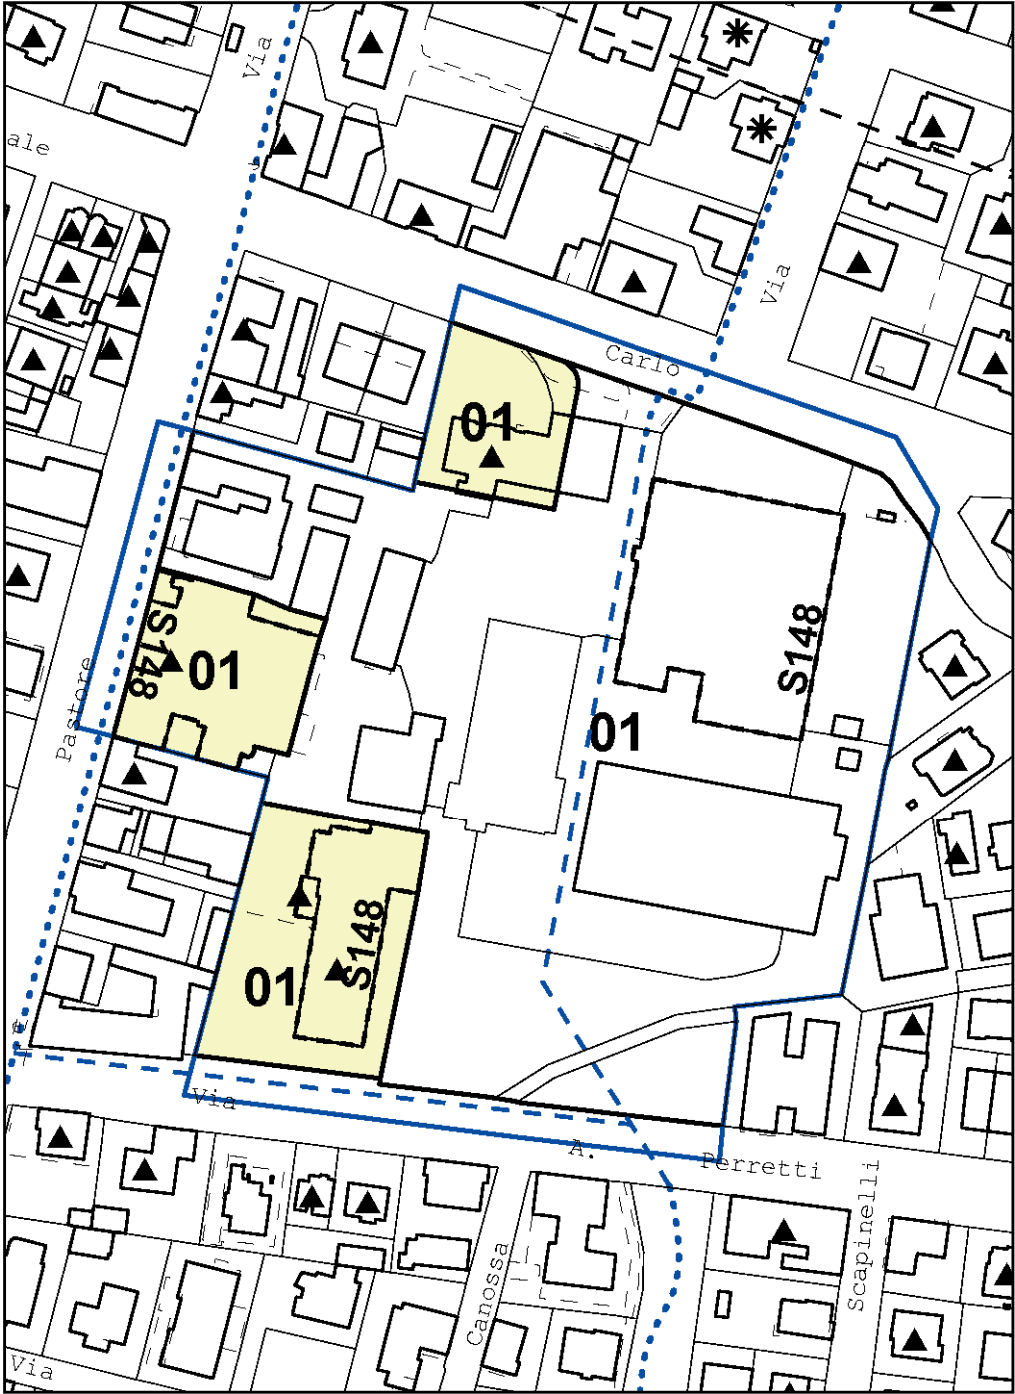 Via
ale
Via
Carlo
01
S148
01
S148
01
Pastore
S148
01
e
Via
A.
Perretti
Scapinelli
Canossa
Via